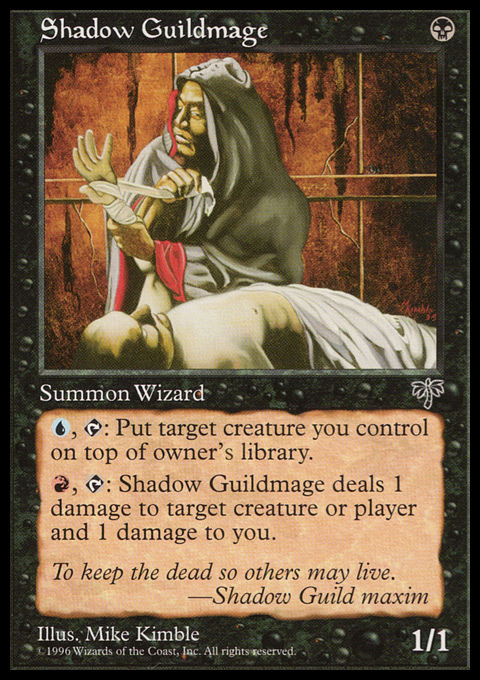 Shadow Guildmage
Summon Wizard
: Put target creature you control
on top of owner's library.
: Shadow Guildmage deals 1
damage to target creature or player
and 1 damage to you.
To keep the dead so others may live.
—Shadow Guild maxim
Illus. Mike Kimble
©1996 Wizards of the Coast, Inc. All rights reserved.
1/1